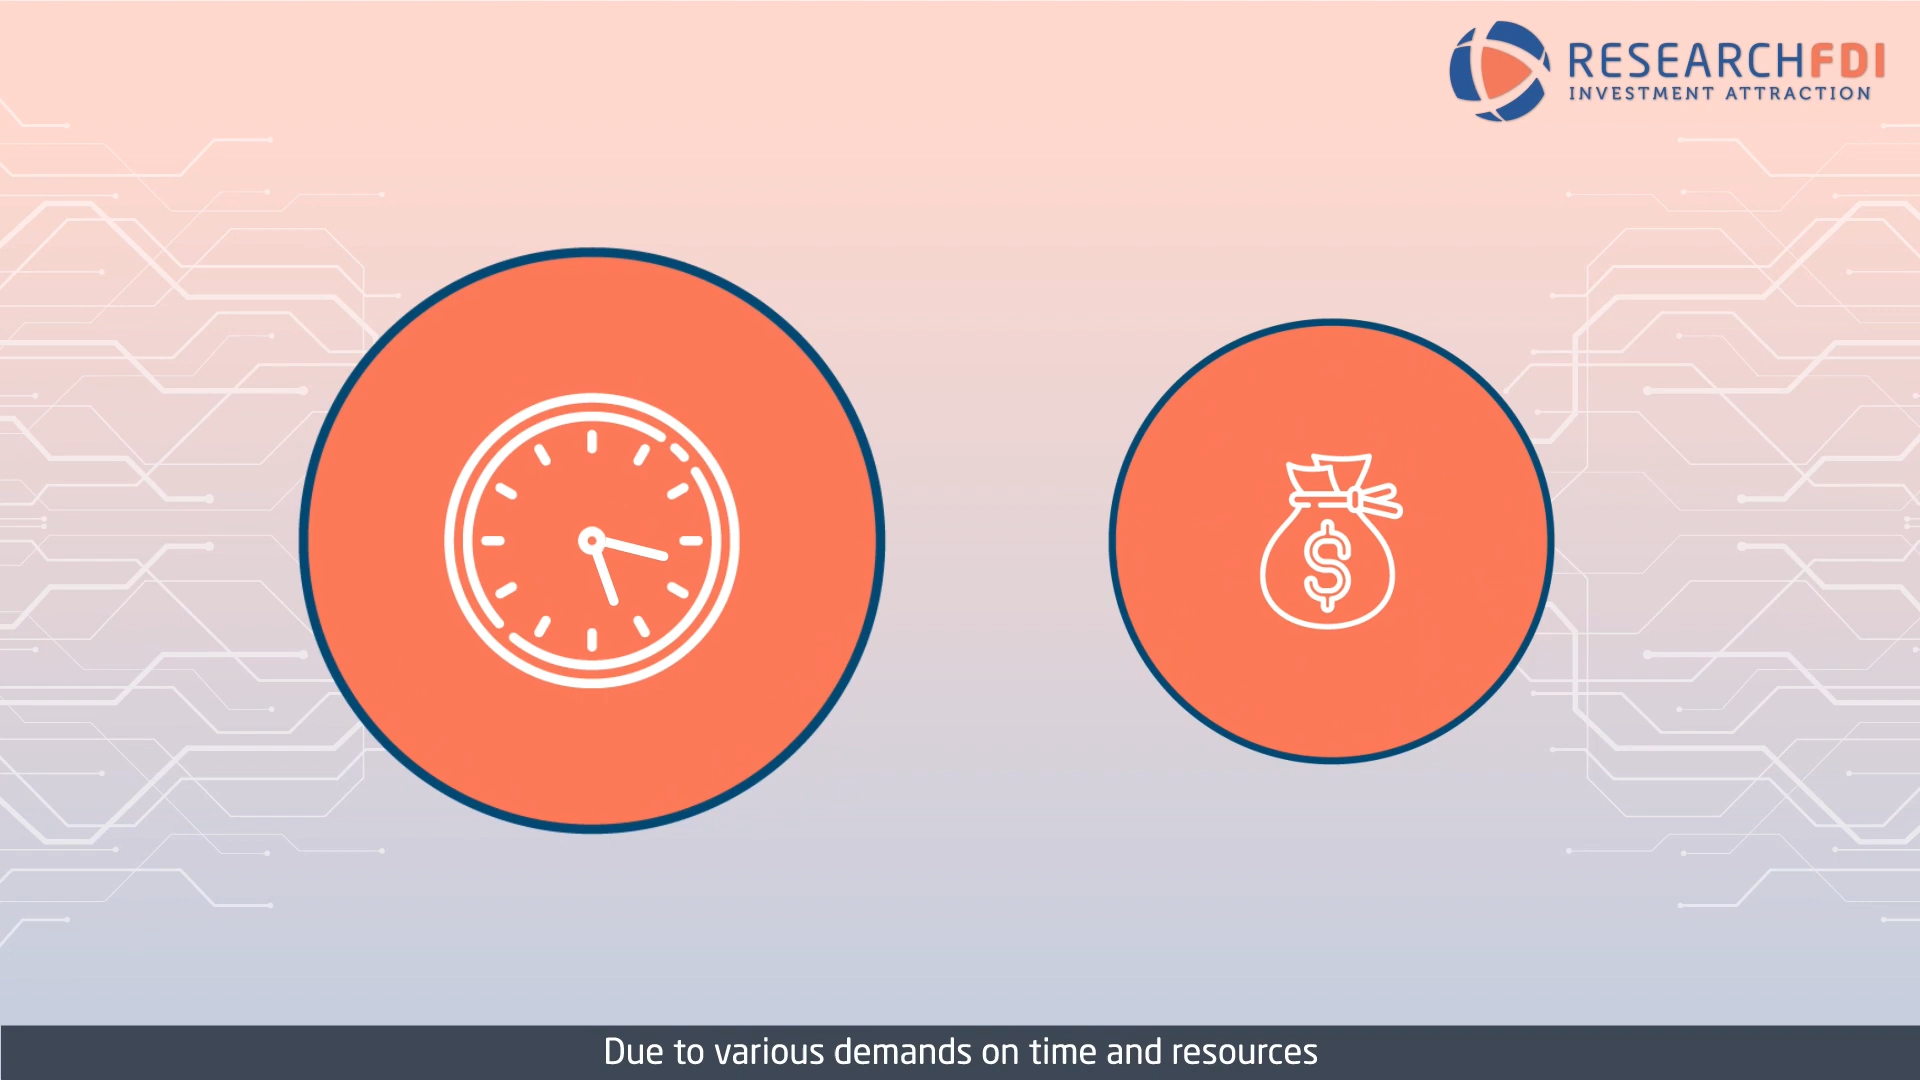 RESEARCHFDI
INVESTMENT ATTRACTION
$
Due to various demands on time and resources